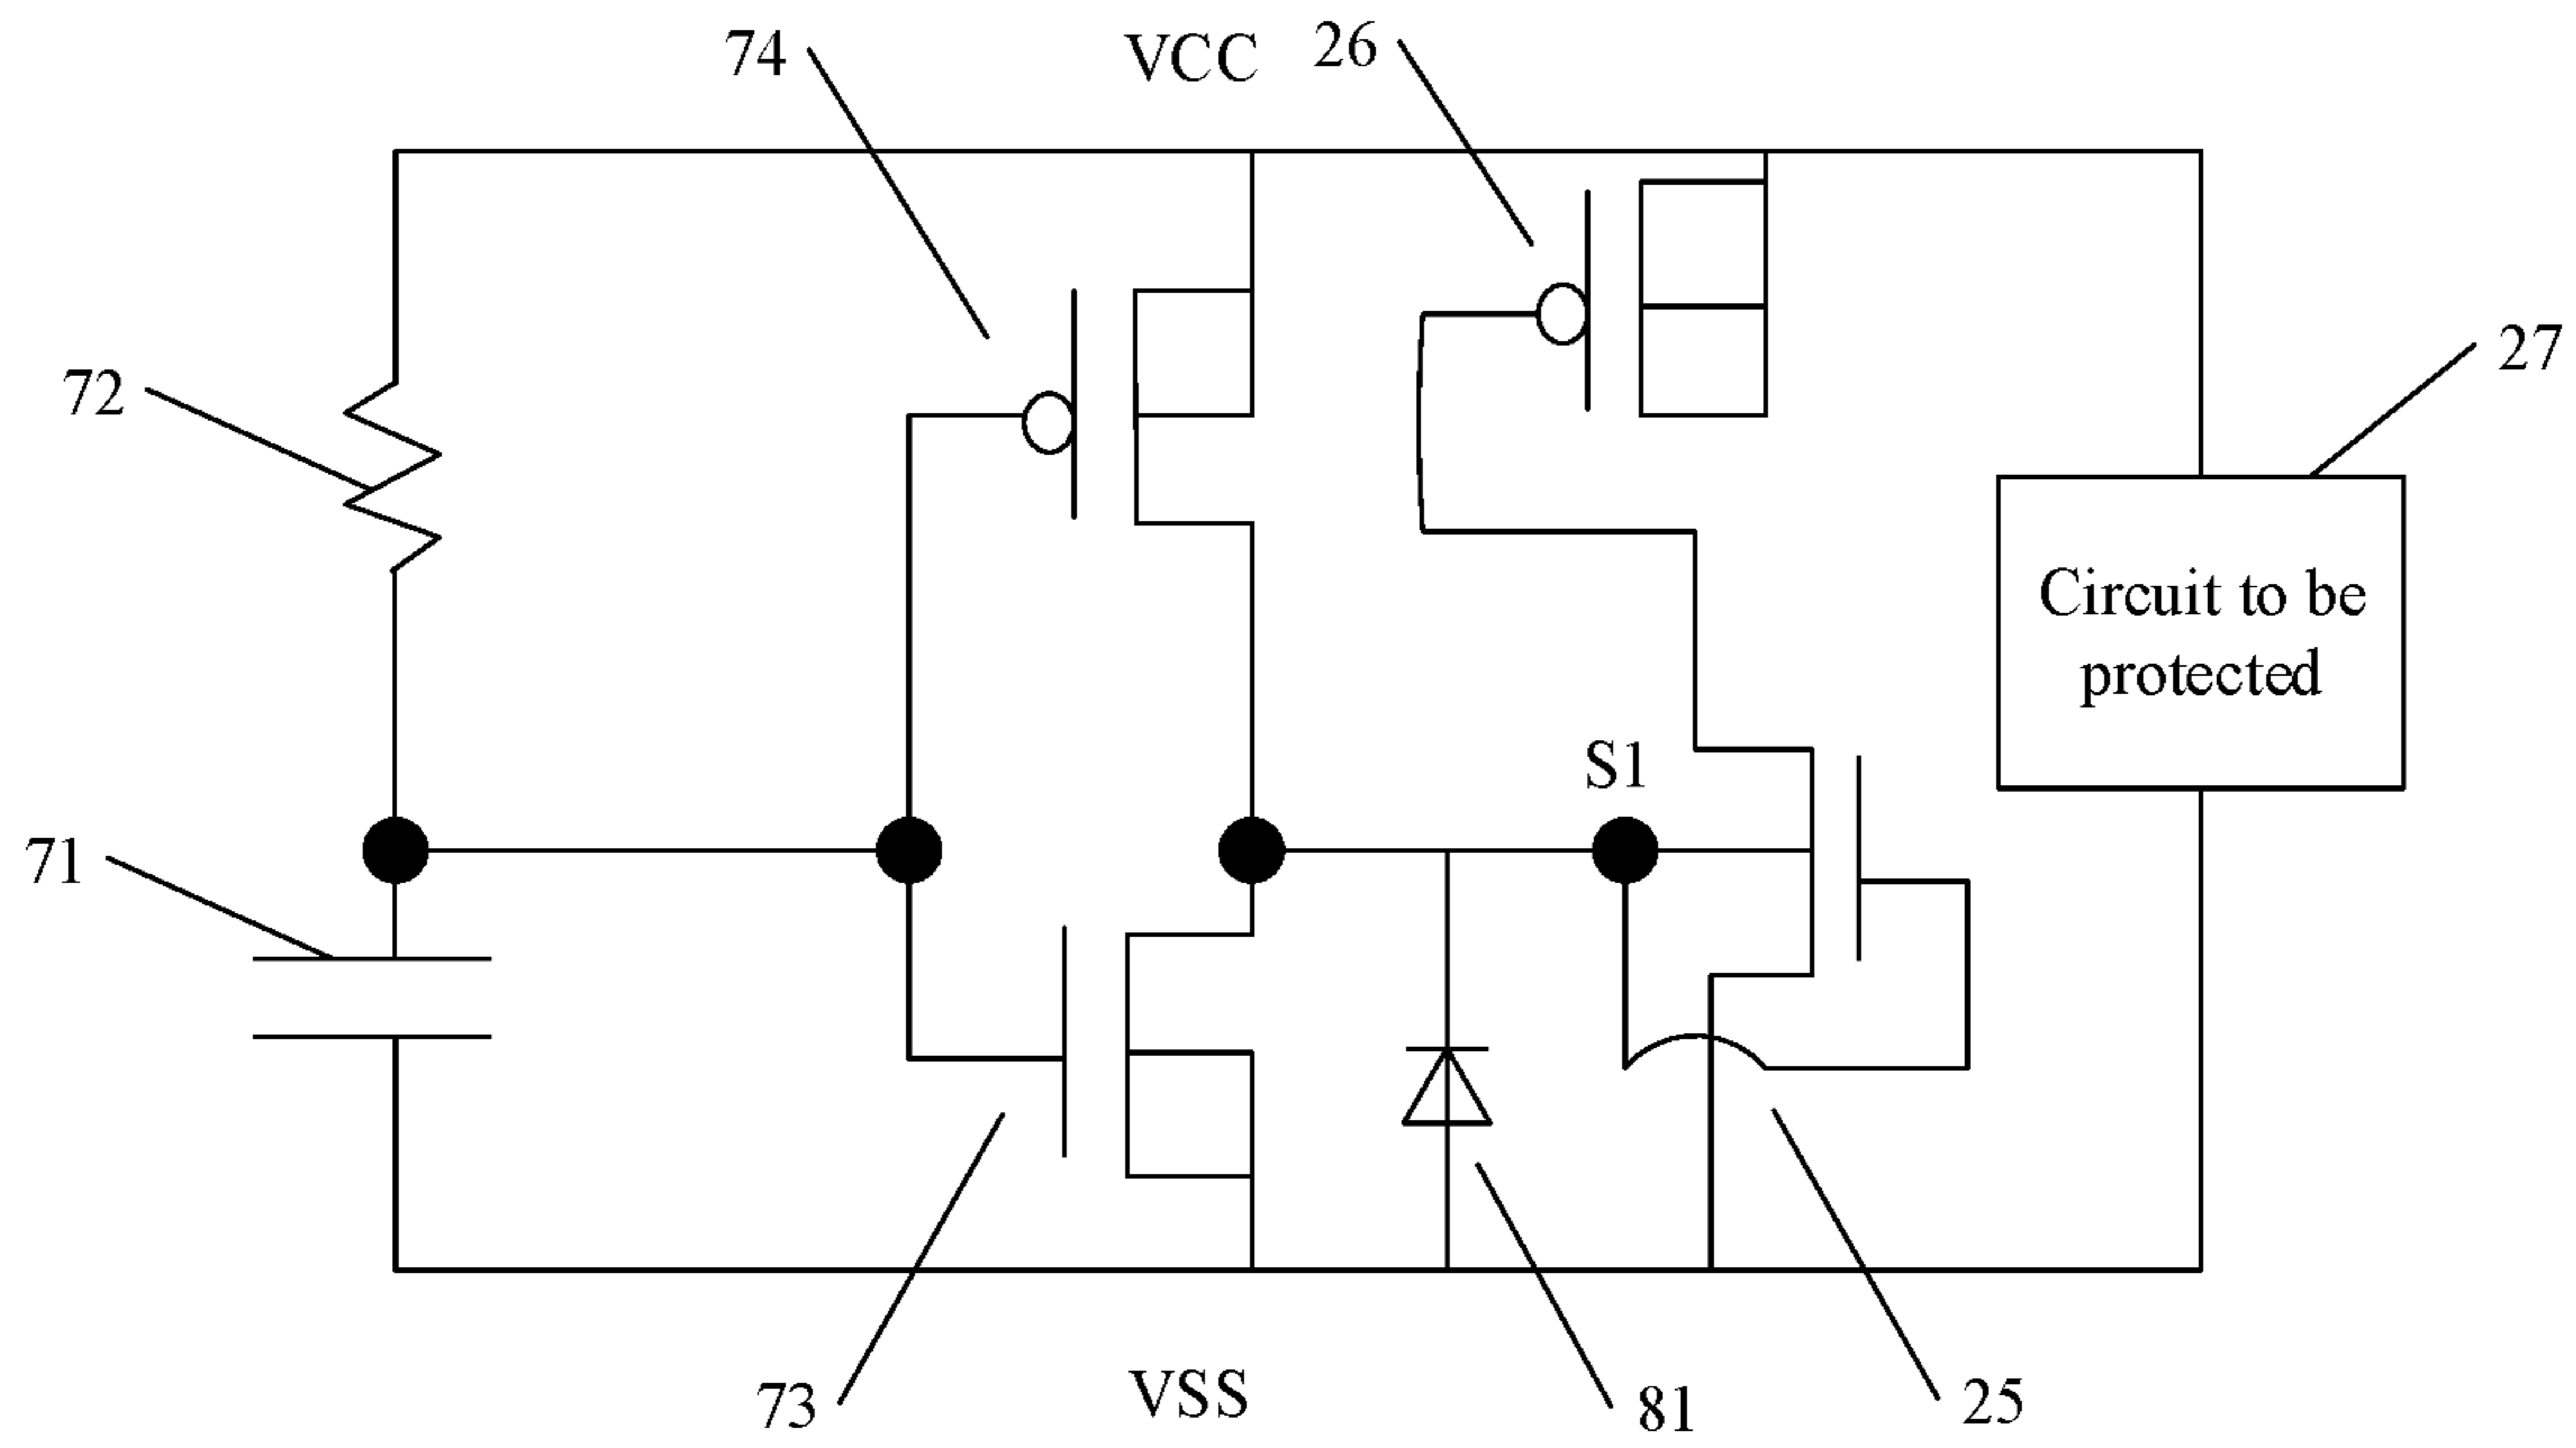 74
VCC
26
72
27
Circuit to be
protected
S1
71
73
VSS
81
25